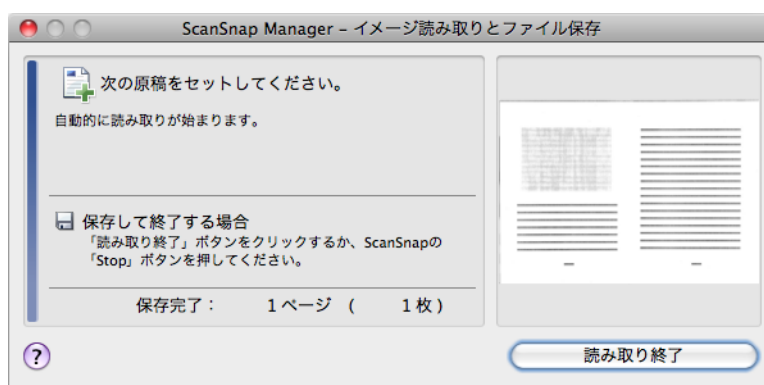 ScanSnap Manager – イメージ読み取りとファイル保存
次の原稿をセットしてください。
自動的に読み取りが始まります。
保存して終了する場合
「読み取り終了」ボタンをクリックするか、ScanSnapの
「Stop」ボタンを押してください。
保存完了： 1ページ ( 1枚)
?
読み取り終了